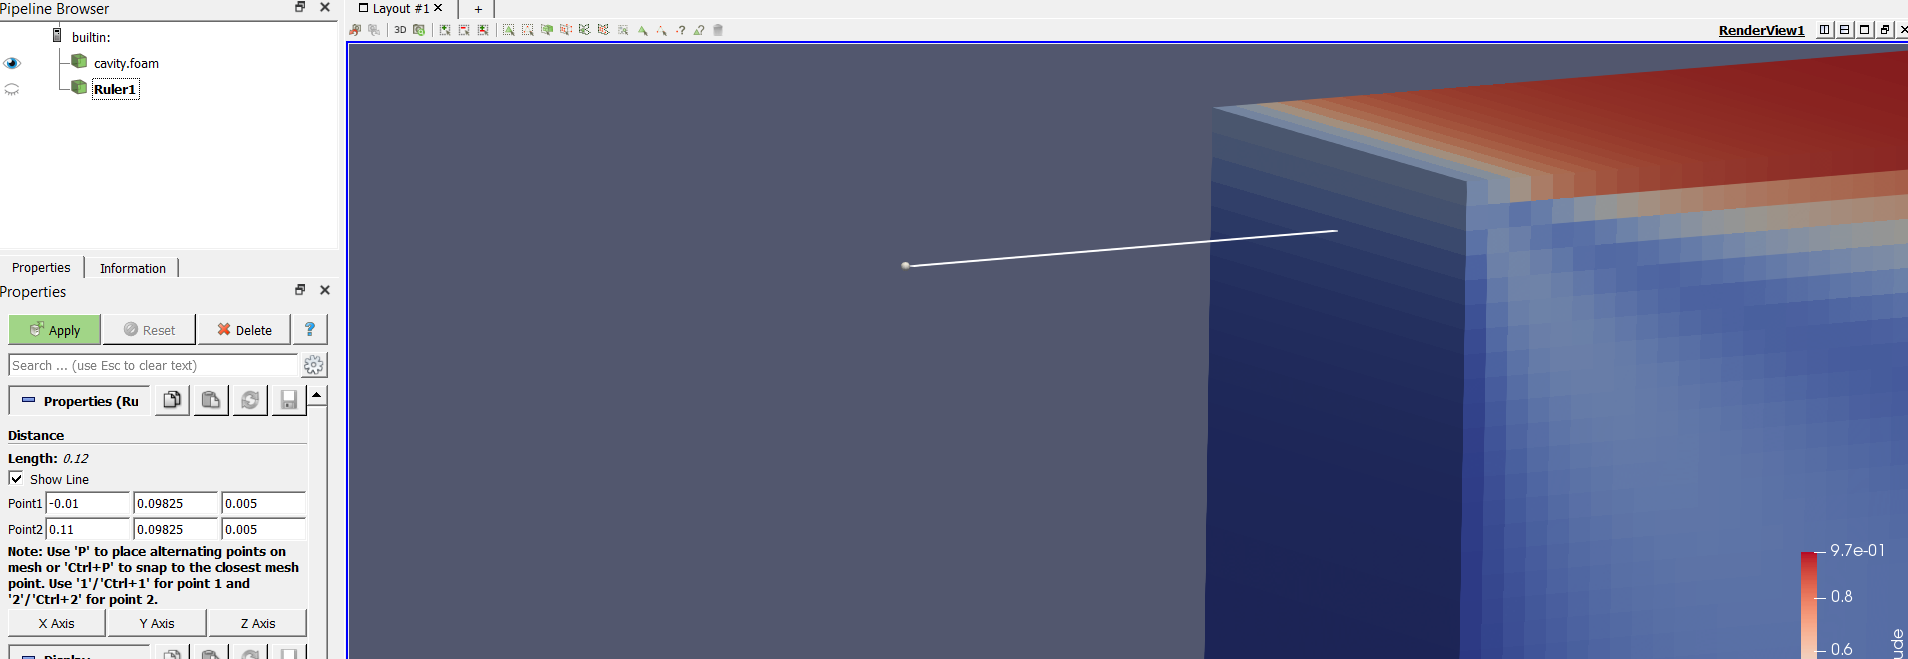 Pipeline Browser
Layout #1
+
builtin:
3D
RenderView1
cavity.foam
Ruler1
Properties
Information
Properties
Apply
Reset
Delete
?
Search ... (use Esc to clear text)
Properties (Ru
Distance
Length: 0.12
Show Line
Point1 -0.01 0.09825 0.005
Point2 0.11 0.09825 0.005
Note: Use 'P' to place alternating points on
mesh or 'Ctrl+P' to snap to the closest mesh
point. Use '1'/'Ctrl+1' for point 1 and
'2'/'Ctrl+2' for point 2.
X Axis
Y Axis
Z Axis
9.7e-01
0.8
0.6
ude